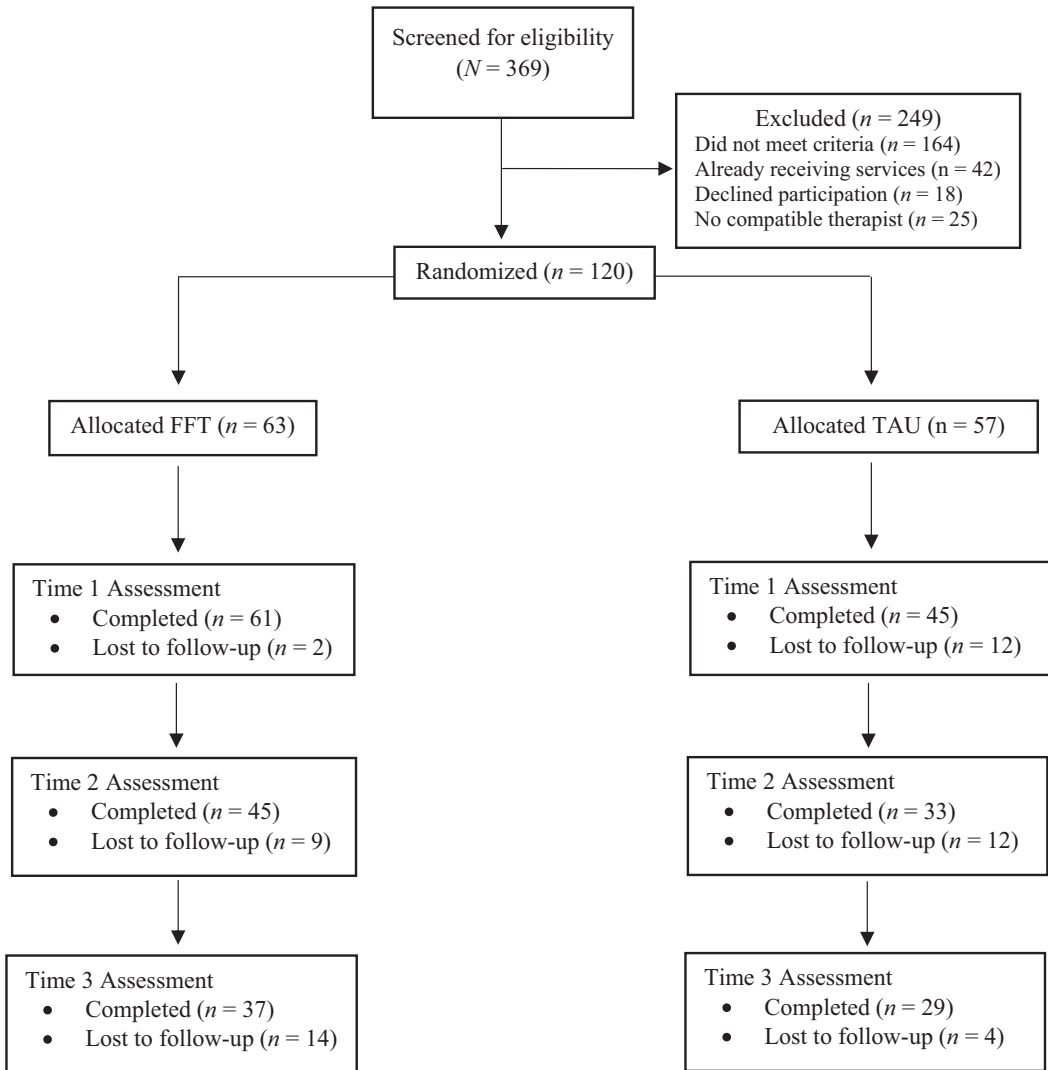 Screened for eligibility
(N = 369)
Excluded (n = 249)
Did not meet criteria (n = 164)
Already receiving services (n = 42)
Declined participation (n = 18)
No compatible therapist (n = 25)
Randomized (n = 120)
Allocated FFT (n = 63)
Allocated TAU (n = 57)
Time 1 Assessment
• Completed (n = 61)
• Lost to follow-up (n = 2)
Time 1 Assessment
• Completed (n = 45)
• Lost to follow-up (n = 12)
Time 2 Assessment
• Completed (n = 45)
• Lost to follow-up (n = 9)
Time 2 Assessment
• Completed (n = 33)
• Lost to follow-up (n = 12)
Time 3 Assessment
• Completed (n = 37)
• Lost to follow-up (n = 14)
Time 3 Assessment
• Completed (n = 29)
• Lost to follow-up (n = 4)